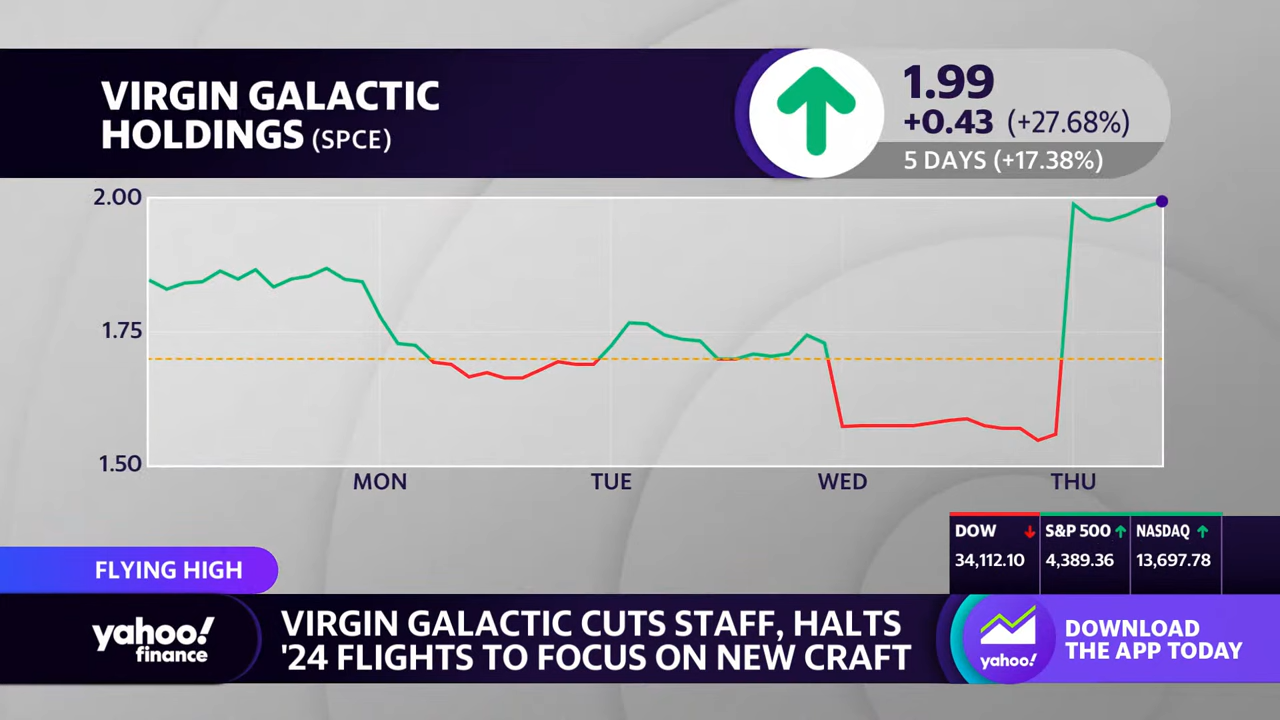 VIRGIN GALACTIC
HOLDINGS (SPCE)
1.99
+0.43 (+27.68%)
5 DAYS (+17.38%)
2.00
1.75
1.50
MON TUE WED THU
DOW S&P 500 NASDAQ
34,112.10 4,389.36 13,697.78
FLYING HIGH
yahoo!
finance
VIRGIN GALACTIC CUTS STAFF, HALTS
'24 FLIGHTS TO FOCUS ON NEW CRAFT
yahoo!
DOWNLOAD
THE APP TODAY